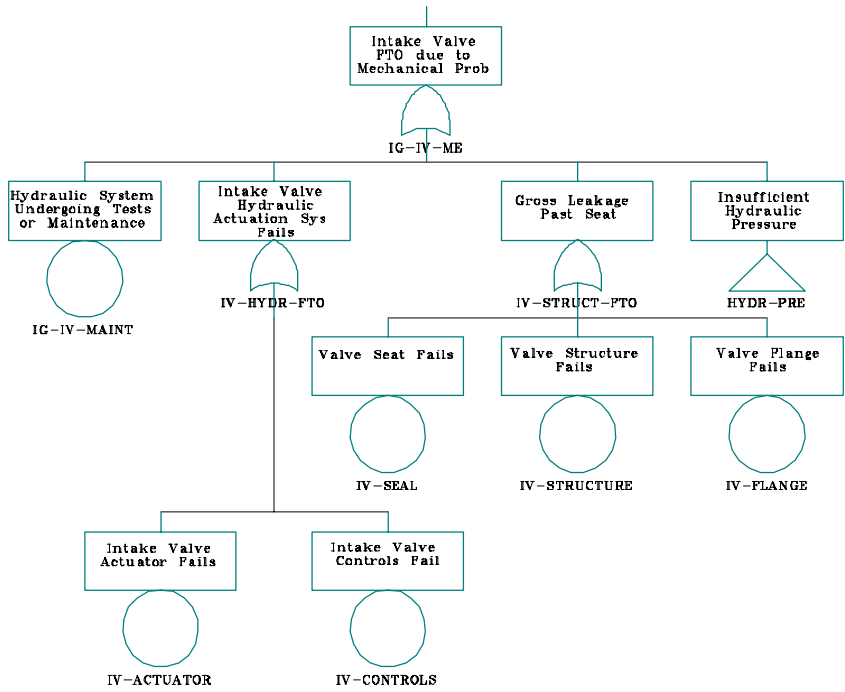 Intake Valve
FTO due to
Mechanical Prob
IG-IV-ME
Hydraulic System
Undergoing Tests
or Maintenance
IG-IV-MAINT
Intake Valve
Hydraulic
Actuation Sys
Fails
IV-HYDR-FTO
Gross Leakage
Past Seat
IV-STRUCT-FTO
Insufficient
Hydraulic
Pressure
HYDR-PRE
Valve Seat Fails
IV-SEAL
Valve Structure
Fails
IV-STRUCTURE
Valve Flange
Fails
IV-FLANGE
Intake Valve
Actuator Fails
IV-ACTUATOR
Intake Valve
Controls Fail
IV-CONTROLS